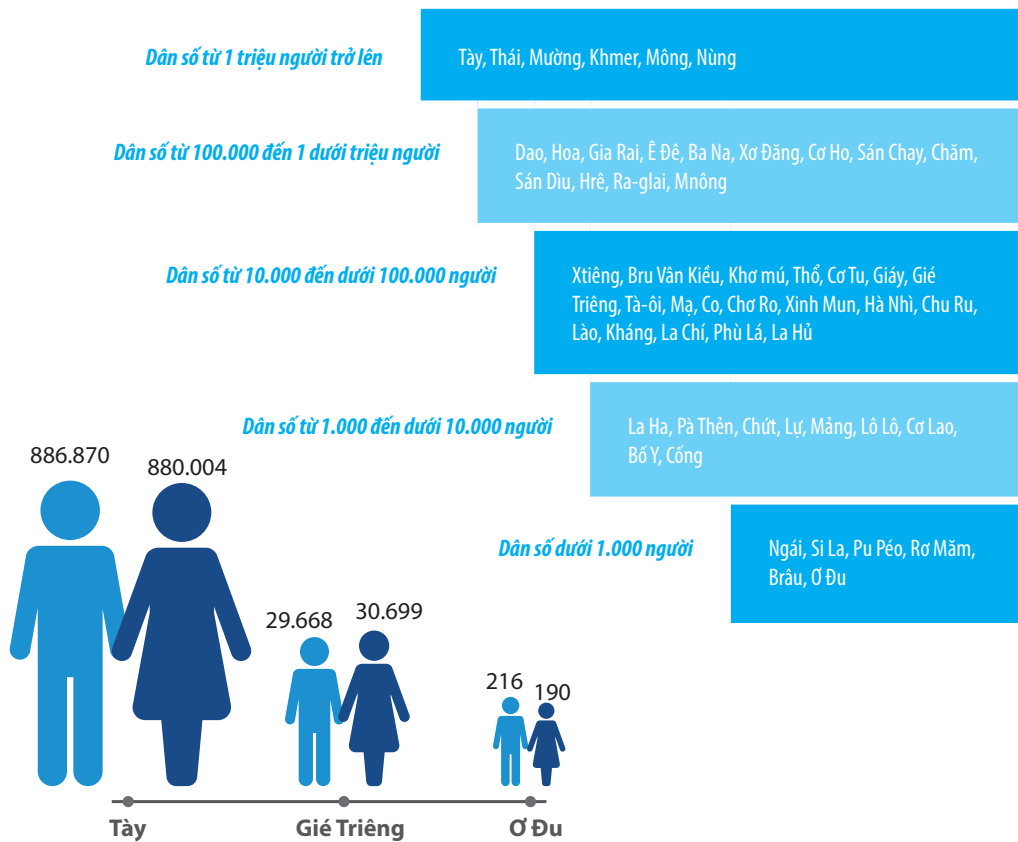 Dân số từ 1 triệu người trở lên
Tày, Thái, Mường, Khmer, Mông, Nùng
Dân số từ 100.000 đến 1 dưới triệu người
Dao, Hoa, Gia Rai, Ê Đê, Ba Na, Xơ Đăng, Cơ Ho, Sán Chay, Chăm,
Sán Dìu, Hrê, Ra-glai, Mnông
Dân số từ 10.000 đến dưới 100.000 người
Xtiêng, Bru Vân Kiều, Khơ mú, Thổ, Cơ Tu, Giáy, Gié
Triêng, Tà-ôi, Mạ, Co, Chơ Ro, Xinh Mun, Hà Nhì, Chu Ru,
Lào, Kháng, La Chí, Phù Lá, La Hủ
Dân số từ 1.000 đến dưới 10.000 người
La Ha, Pà Thẻn, Chứt, Lự, Mảng, Lô Lô, Cơ Lao,
Bố Y, Cống
Dân số dưới 1.000 người
Ngái, Si La, Pu Péo, Rơ Măm,
Brâu, Ơ Đu
886.870
880.004
29.668
30.699
216
190
Tày
Gié Triêng
Ơ Đu